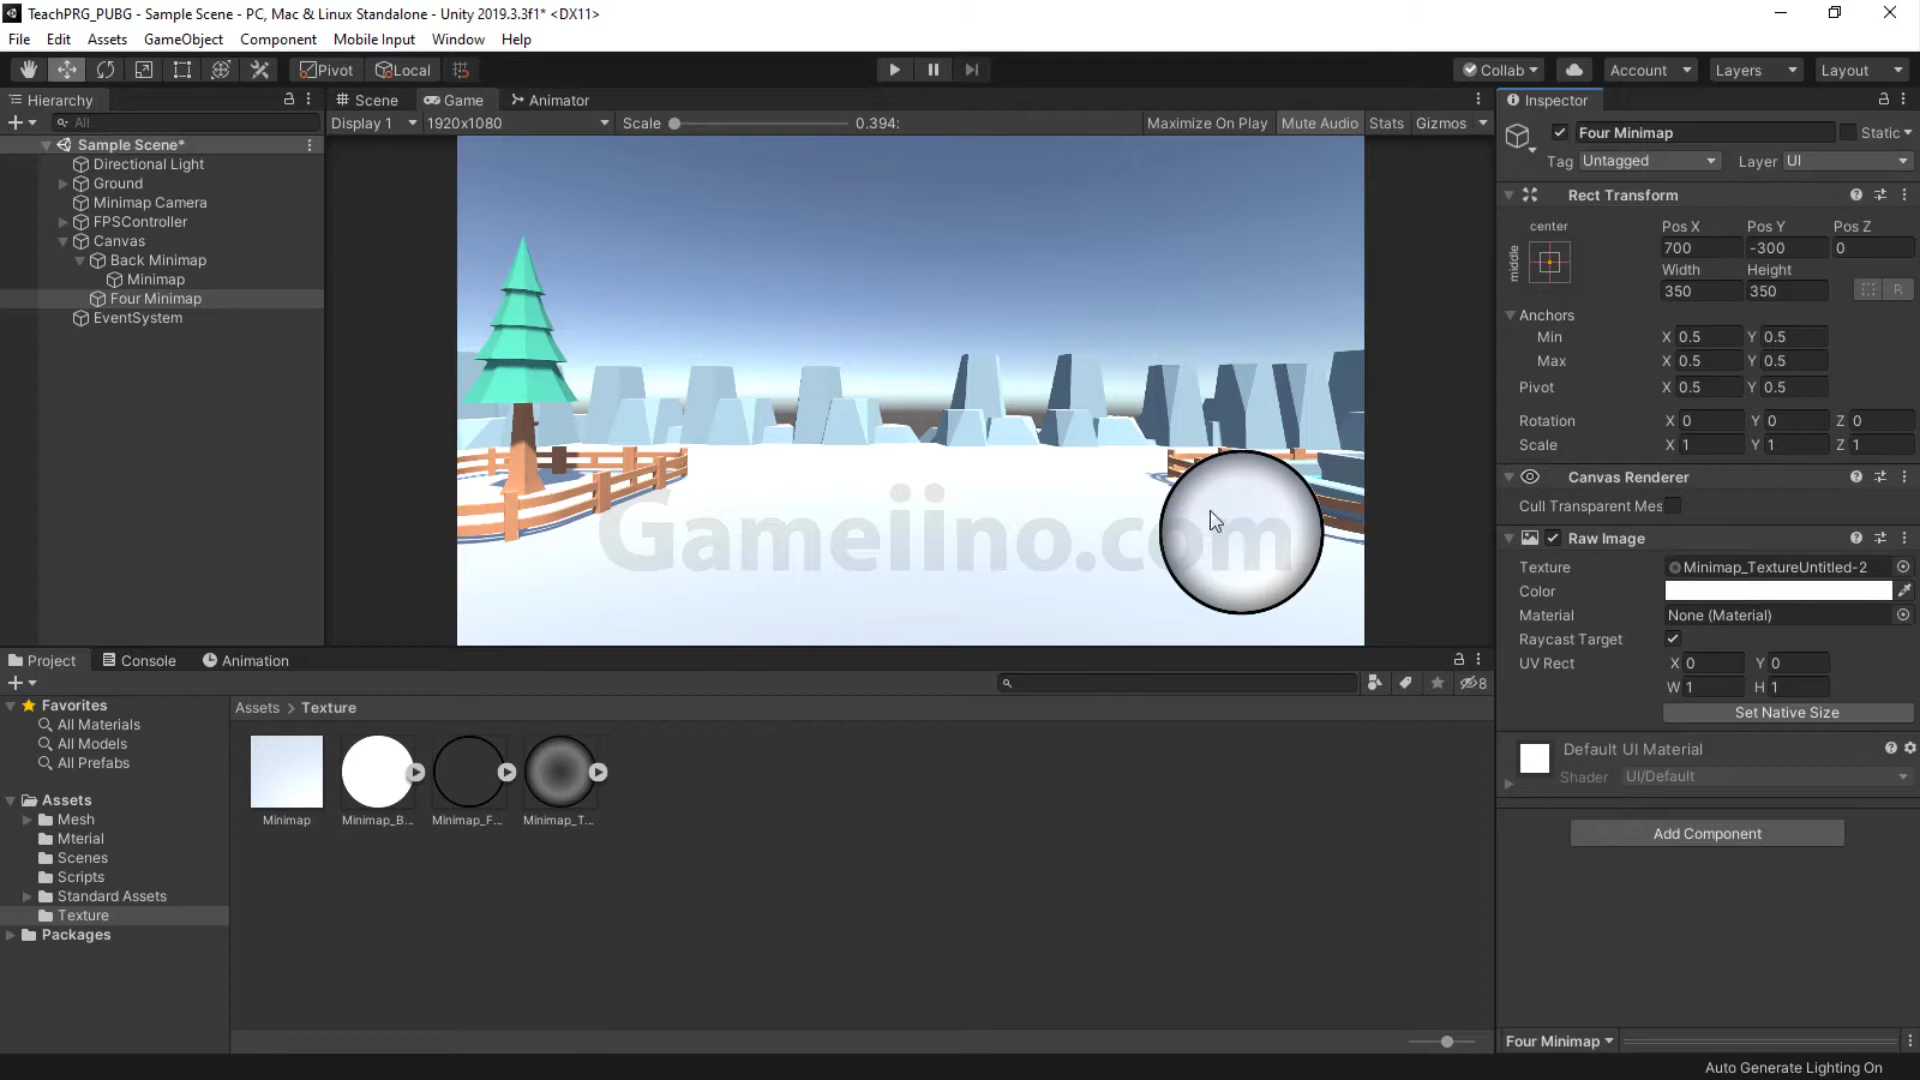 TeachPRG_PUBG - Sample Scene - PC, Mac & Linux Standalone - Unity 2019.3.3f1* <DX11>
File Edit Assets GameObject Component Mobile Input Window Help
Pivot Local Collab Account Layers Layout
Hierarchy
All
Sample Scene*
Directional Light
Ground
Minimap Camera
FPSController
Canvas
Back Minimap
Minimap
Four Minimap
EventSystem
Scene Game Animator
Display 1 1920x1080 Scale 0.394: Maximize On Play Mute Audio Stats Gizmos
Gameiino.com
Inspector
Four Minimap Static
Tag Untagged Layer UI
Rect Transform
center
middle
Pos X Pos Y Pos Z
700 -300 0
Width Height
350 350
R
Anchors
Min X 0.5 Y 0.5
Max X 0.5 Y 0.5
Pivot X 0.5 Y 0.5
Rotation X 0 Y 0 Z 0
Scale X 1 Y 1 Z 1
Canvas Renderer
Cull Transparent Mes
Raw Image
Texture Minimap_TextureUntitled-2
Color
Material None (Material)
Raycast Target
UV Rect X 0 Y 0
W 1 H 1
Set Native Size
Default UI Material
Shader UI/Default
Add Component
Four Minimap
Project Console Animation
8
Favorites
All Materials
All Models
All Prefabs
Assets
Mesh
Mterial
Scenes
Scripts
Standard Assets
Texture
Packages
Assets > Texture
Minimap Minimap_B... Minimap_F... Minimap_T...
Auto Generate Lighting On